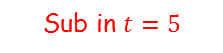 Sub in t = 5